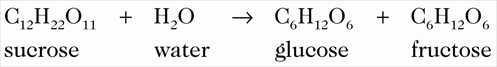 C₁₂H₂₂O₁₁ + H₂O → C₆H₁₂O₆ + C₆H₁₂O₆
sucrose water glucose fructose